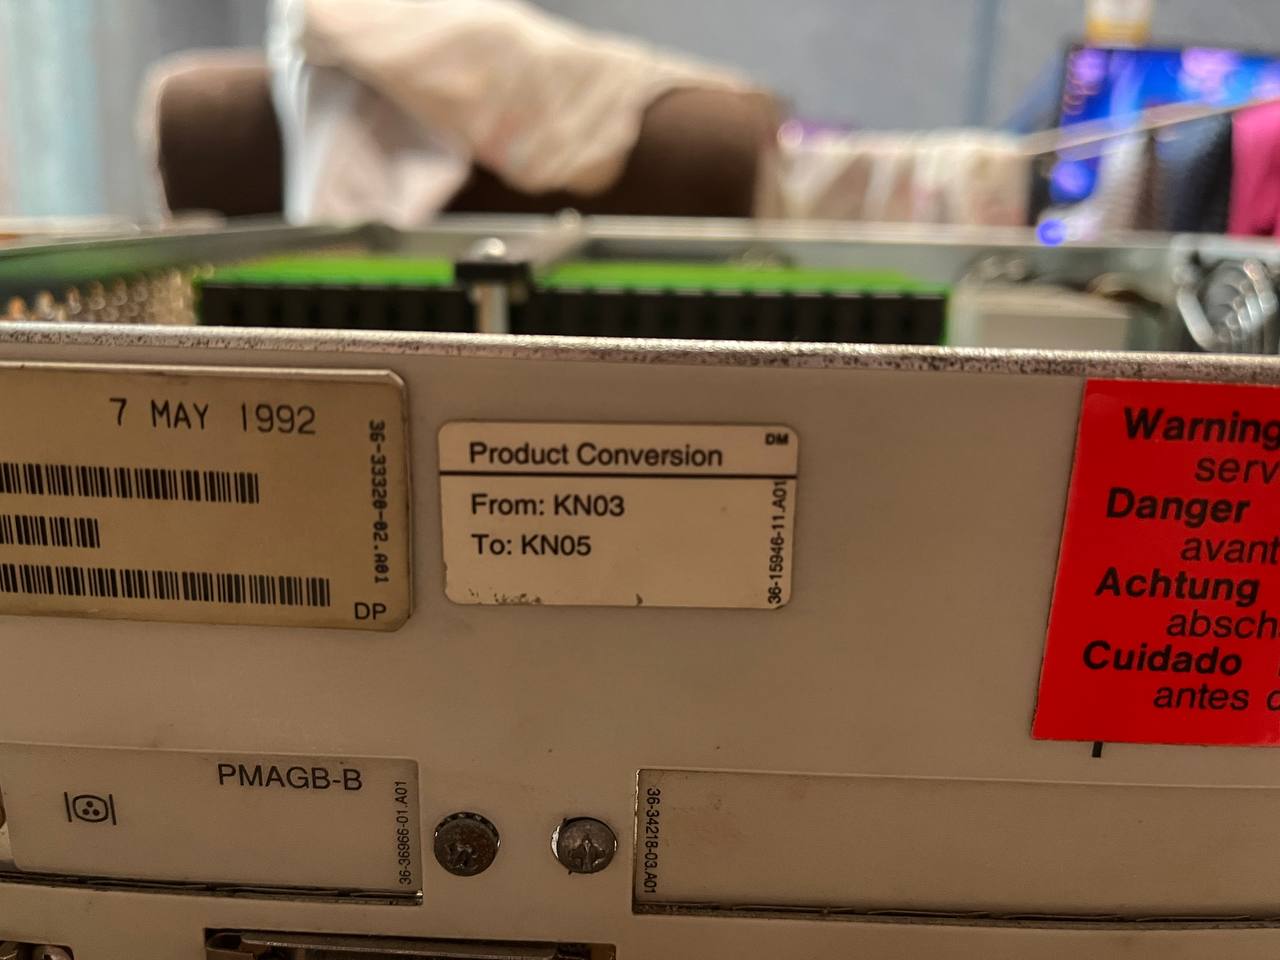 7 MAY 1992
36-33320-02.A01
DP
Product Conversion
DM
From: KN03
To: KN05
36-15946-11.A01
Warning
serv
Danger
avant
Achtung
absch
Cuidado
antes
PMAGB-B
36-36966-01.A01
36-34218-03.A01